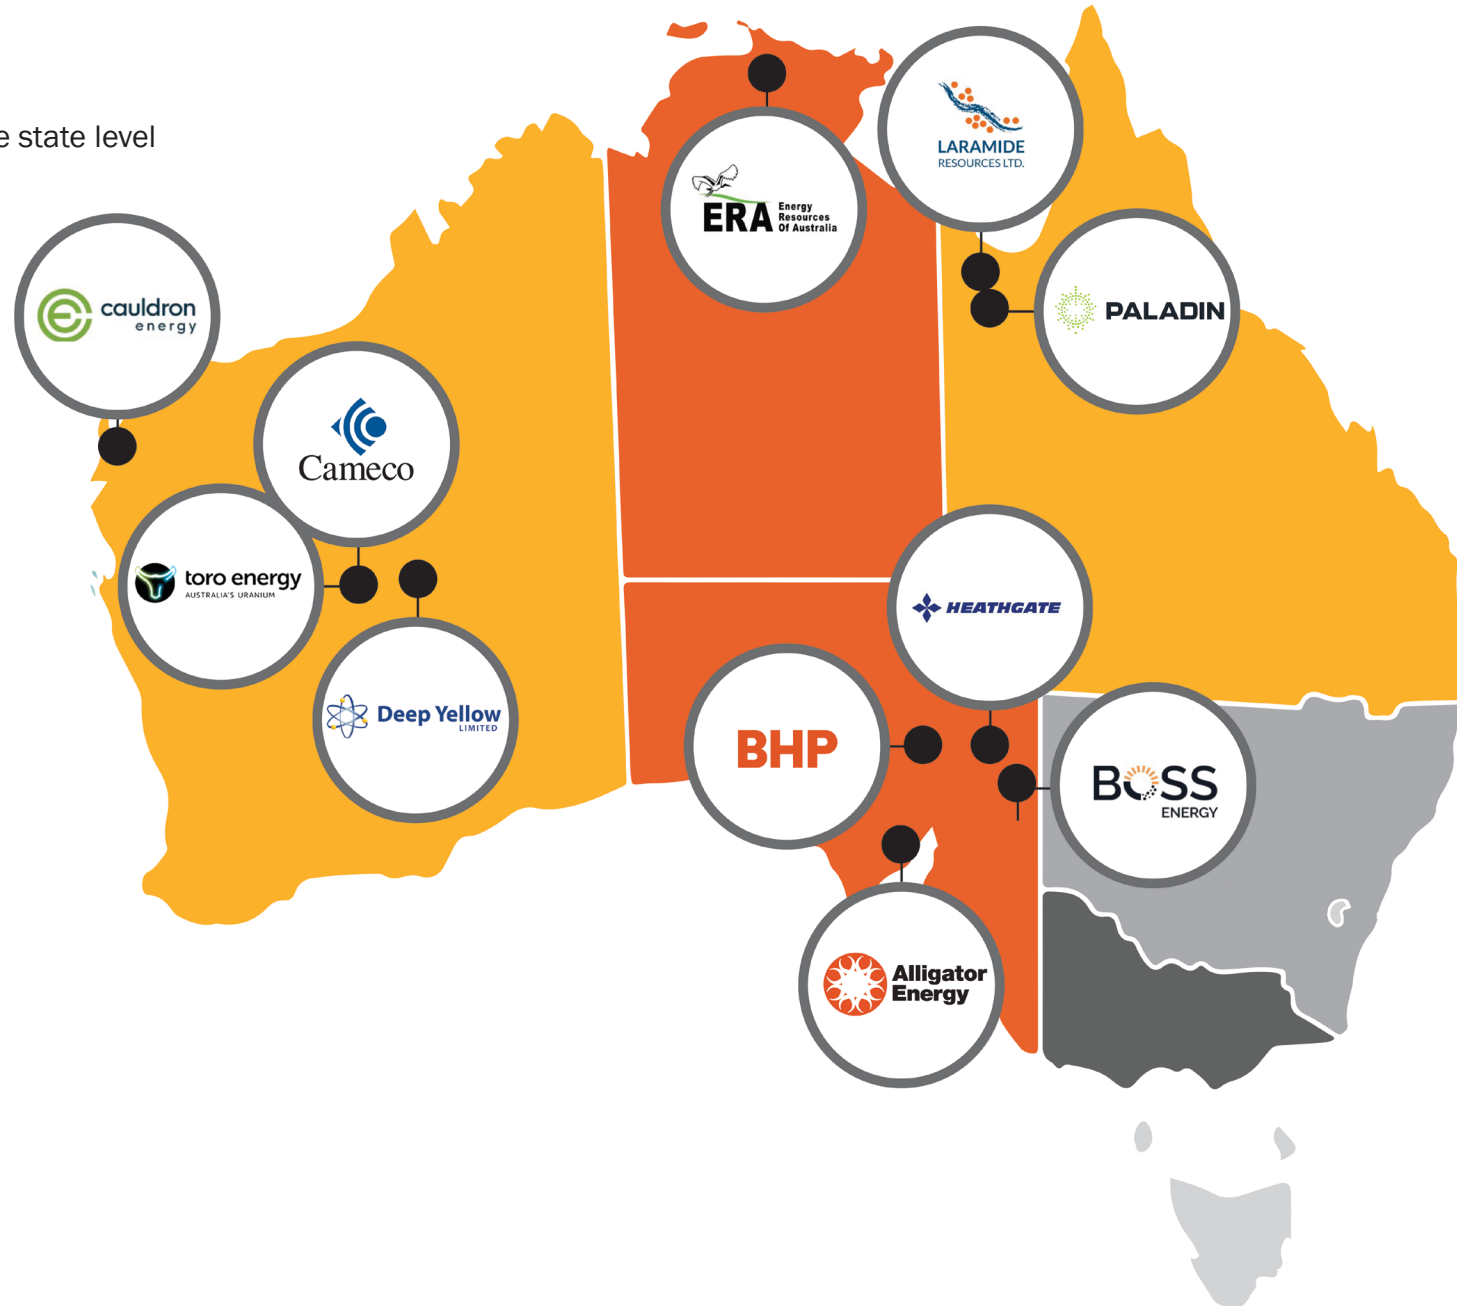 e state level
LARAMIDE
RESOURCES LTD.
ERA Energy
Resources
Of Australia
cauldron
energy
PALADIN
Cameco
toro energy
AUSTRALIA'S URANIUM
HEATHGATE
Deep Yellow
LIMITED
BHP
BOSS
ENERGY
Alligator
Energy